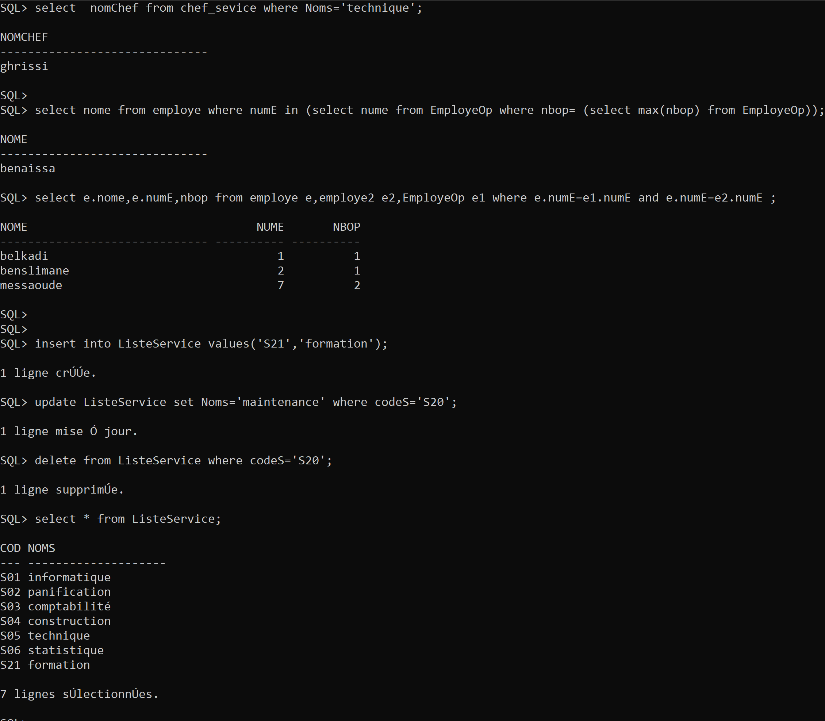 SQL> select  nomChef from chef_sevice where Noms='technique';
NOMCHEF
------------------------------
ghrissi
SQL>
SQL> select nome from employe where numE in (select nume from EmployeOp where nbop= (select max(nbop) from EmployeOp));
NOME
------------------------------
benaissa
SQL> select e.nome,e.numE,nbop from employe e,employe2 e2,EmployeOp e1 where e.numE=e1.numE and e.numE=e2.numE ;
NOME                                 NUME       NBOP
------------------------------ ---------- ----------
belkadi                                 1          1
benslimane                              2          1
messaoude                               7          2
SQL>
SQL>
SQL> insert into ListeService values('S21','formation');
1 ligne crÚÚe.
SQL> update ListeService set Noms='maintenance' where codeS='S20';
1 ligne mise Ó jour.
SQL> delete from ListeService where codeS='S20';
1 ligne supprimÚe.
SQL> select * from ListeService;
COD NOMS
--- --------------------
S01 informatique
S02 panification
S03 comptabilité
S04 construction
S05 technique
S06 statistique
S21 formation
7 lignes sÚlectionnÚes.